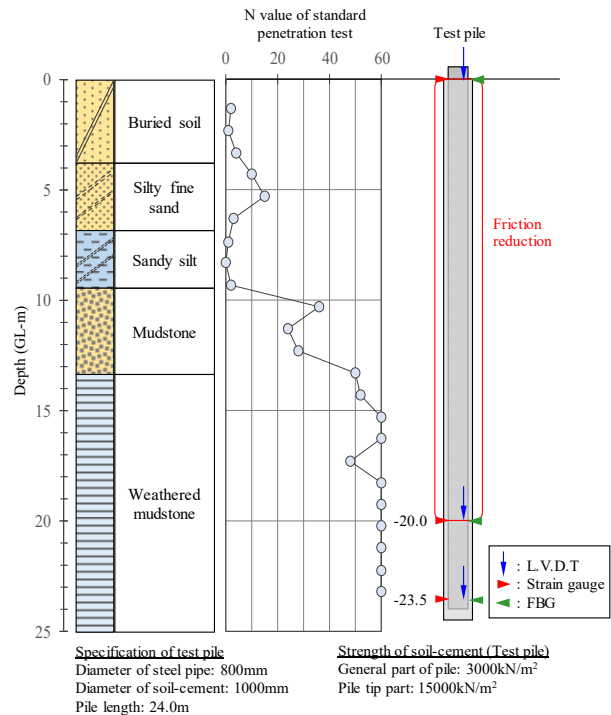 N value of standard
penetration test
Test pile
0
20
40
60
0
5
10
15
20
25
Depth (GL-m)
Buried soil
Silty fine
sand
Sandy silt
Mudstone
Weathered
mudstone
Friction
reduction
-20.0
-23.5
: L.V.D.T
: Strain gauge
: FBG
Specification of test pile
Diameter of steel pipe: 800mm
Diameter of soil-cement: 1000mm
Pile length: 24.0m
Strength of soil-cement (Test pile)
General part of pile: 3000kN/m²
Pile tip part: 15000kN/m²